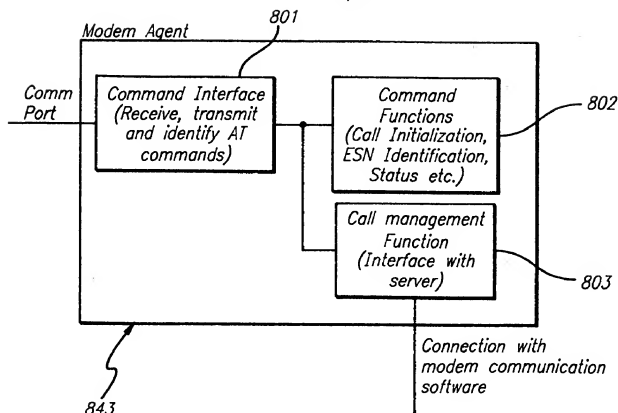 801
Modem Agent
Comm
Port
Command Interface
(Receive, transmit
and identify AT
commands)
Command
Functions
(Call Initialization,
ESN Identification,
Status etc.)
802
Call management
Function
(Interface with
server)
803
Connection with
modem communication
software
843